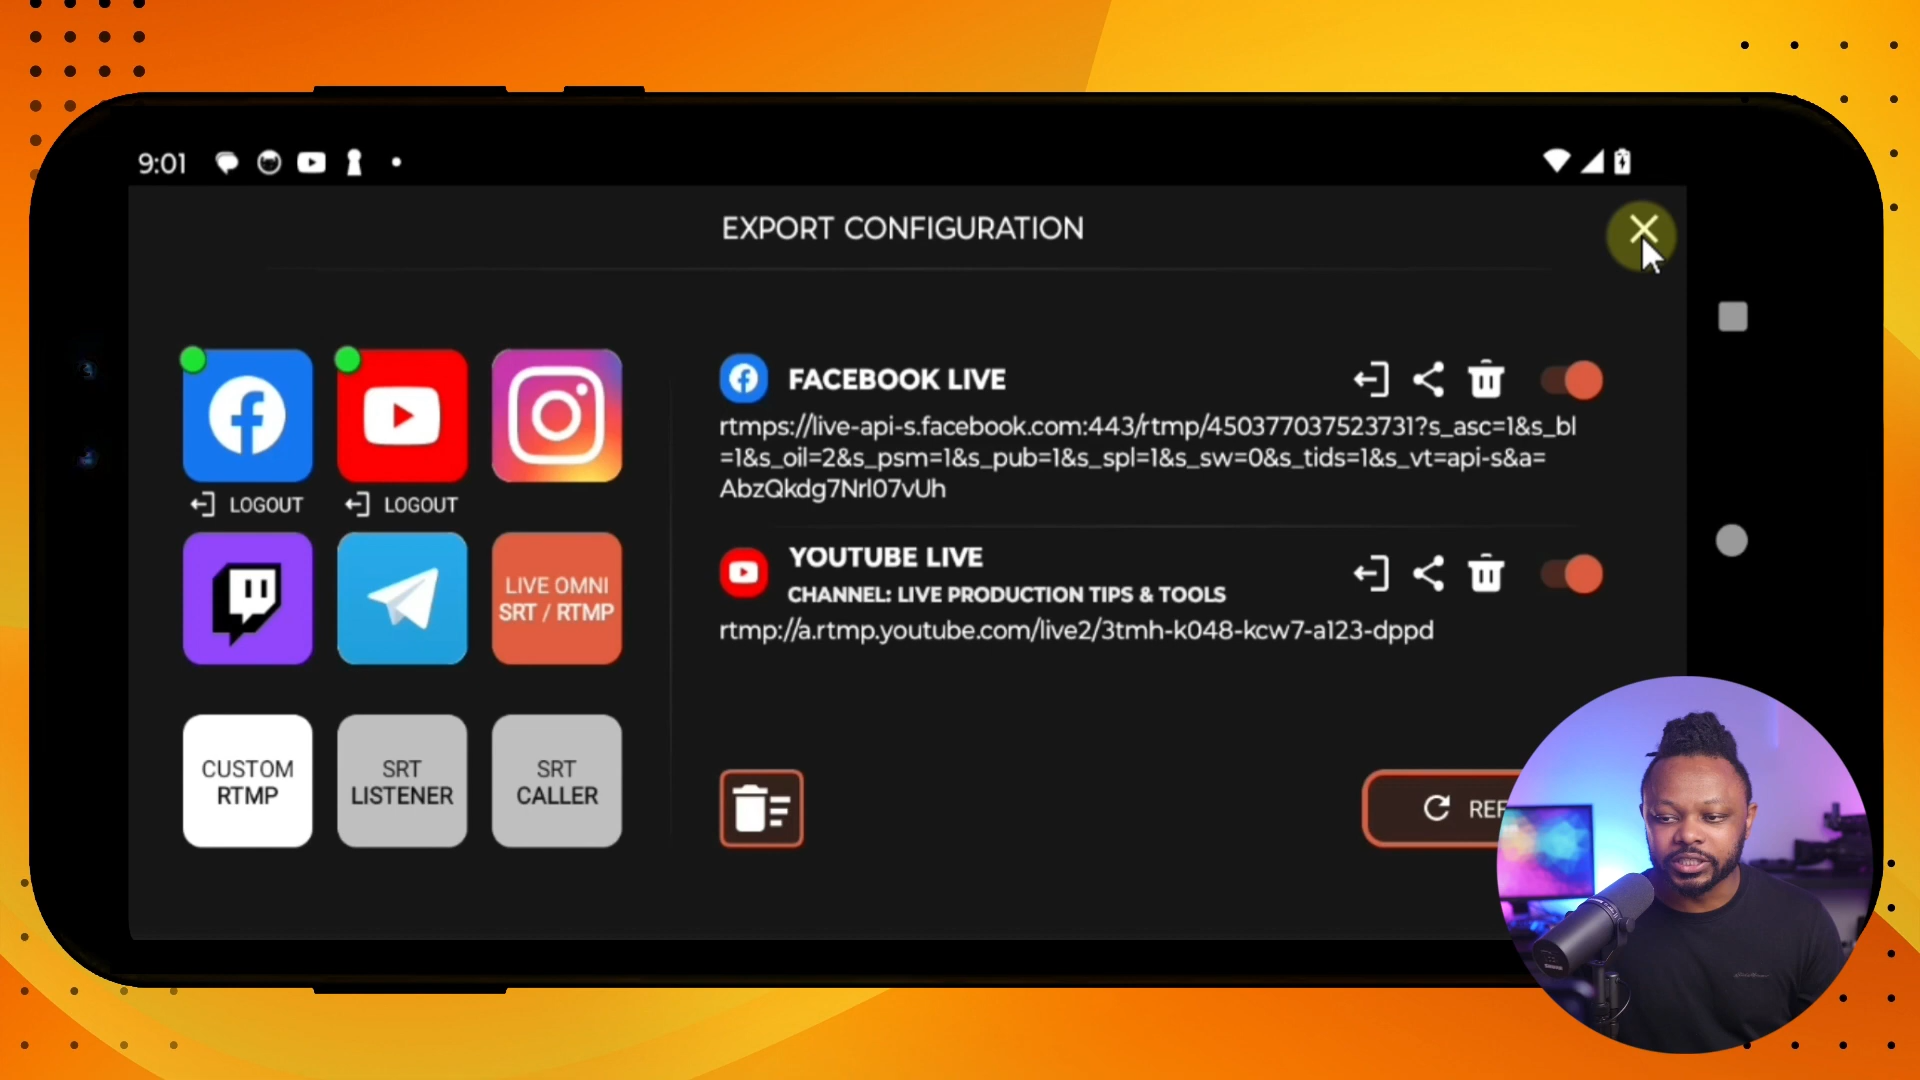 9:01
EXPORT CONFIGURATION
FACEBOOK LIVE
rtmps://live-api-s.facebook.com:443/rtmp/450377037523731?s_asc=1&s_bl
=1&s_oil=2&s_psm=1&s_pub=1&s_spl=1&s_sw=0&s_tids=1&s_vt=api-s&a=
AbzQkdg7Nrl07vUh
LOGOUT
LOGOUT
YOUTUBE LIVE
CHANNEL: LIVE PRODUCTION TIPS & TOOLS
rtmp://a.rtmp.youtube.com/live2/3tmh-k048-kcw7-a123-dppd
LIVE OMNI
SRT / RTMP
CUSTOM
RTMP
SRT
LISTENER
SRT
CALLER